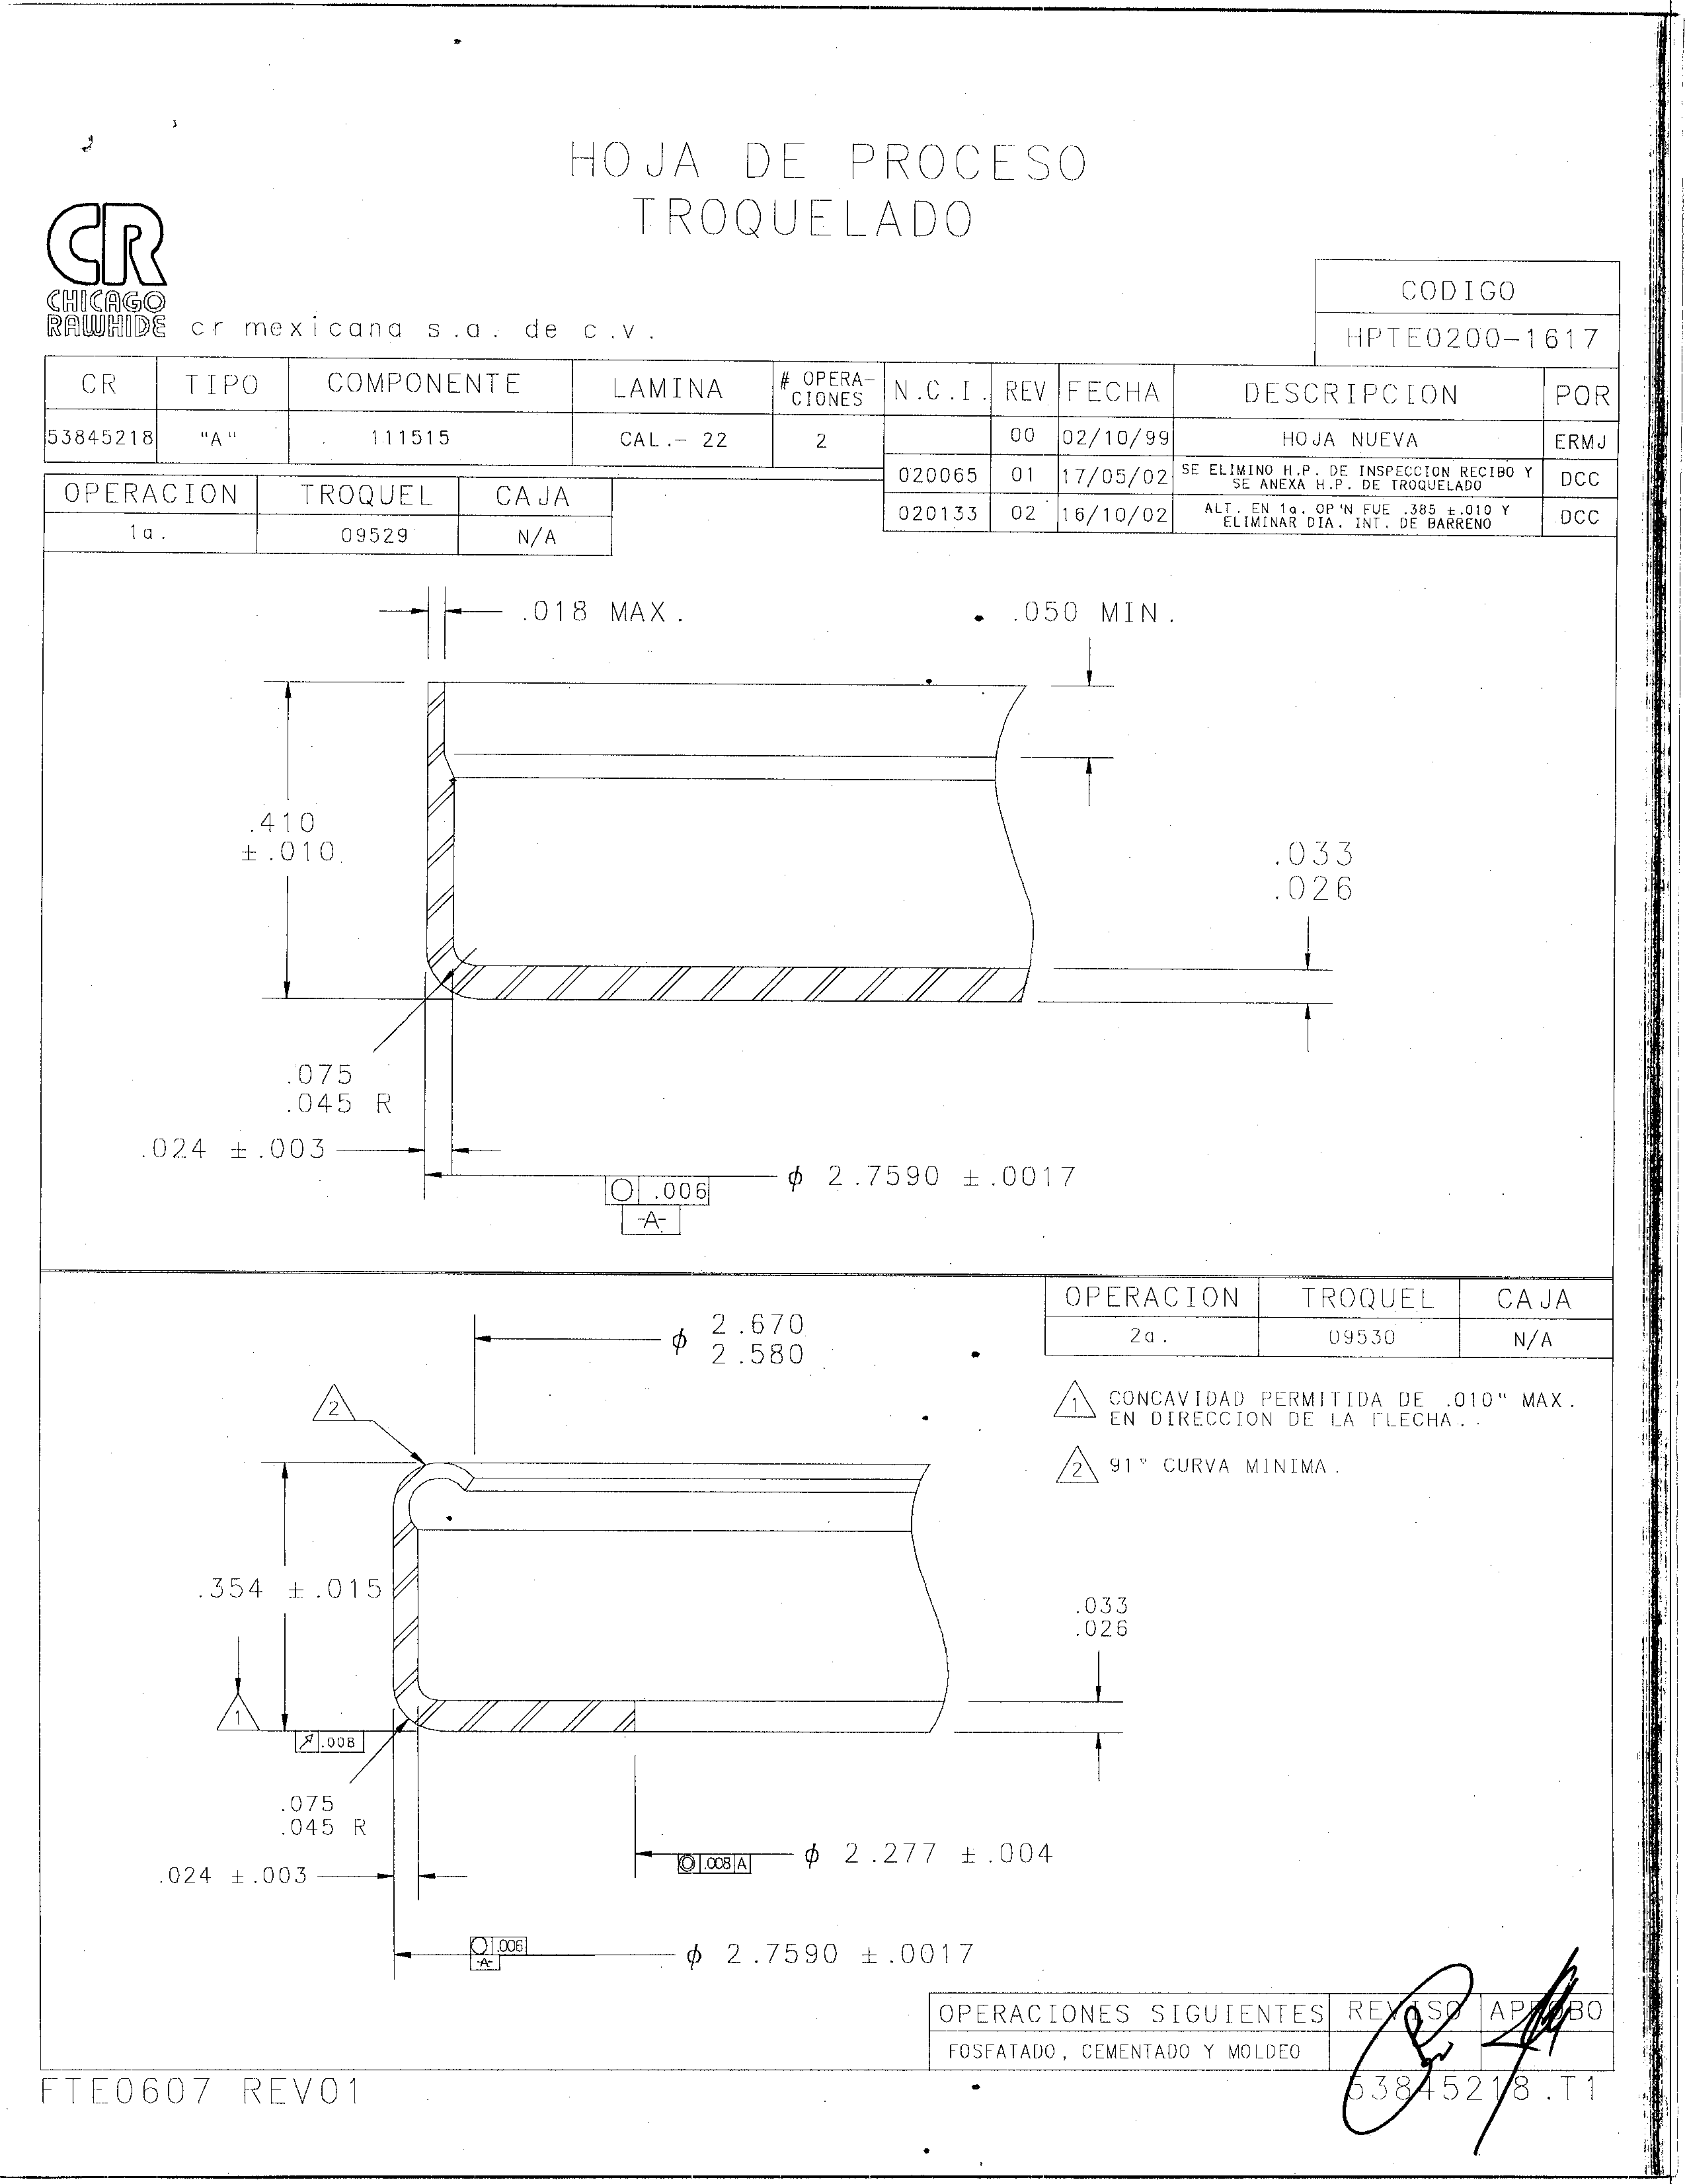 HOJA DE PROCESO
TROQUELADO
CR
CHICAGO
RAWHIDE
cr mexicana s.a. de c.v.
CODIGO
HPTE0200-1617
CR TIPO COMPONENTE LAMINA # OPERA-CIONES N.C.I. REV FECHA DESCRIPCION POR
53845218 "A" 111515 CAL.- 22 2 00 02/10/99 HOJA NUEVA ERMJ
020065 01 17/05/02 SE ELIMINO H.P. DE INSPECCION RECIBO Y
SE ANEXA H.P. DE TROQUELADO DCC
020133 02 16/10/02 ALT. EN 1a. OP'N FUE .385 ±.010 Y
ELIMINAR DIA. INT. DE BARRENO DCC
OPERACION TROQUEL CAJA
1a. 09529 N/A
.018 MAX.
.050 MIN.
.410
±.010
.033
.026
.075
.045 R
.024 ±.003
ϕ 2.7590 ±.0017
○ .006
-A-
OPERACION TROQUEL CAJA
2a. 09530 N/A
ϕ 2.670
2.580
2
1 CONCAVIDAD PERMITIDA DE .010" MAX.
EN DIRECCION DE LA FLECHA.
2 91° CURVA MINIMA.
.354 ±.015
.033
.026
1
↗ .008
.075
.045 R
◎ .008 A
ϕ 2.277 ±.004
.024 ±.003
○ .006
-A-
ϕ 2.7590 ±.0017
OPERACIONES SIGUIENTES REVISO APROBO
FOSFATADO, CEMENTADO Y MOLDEO
FTE0607 REV01
53845218.T1